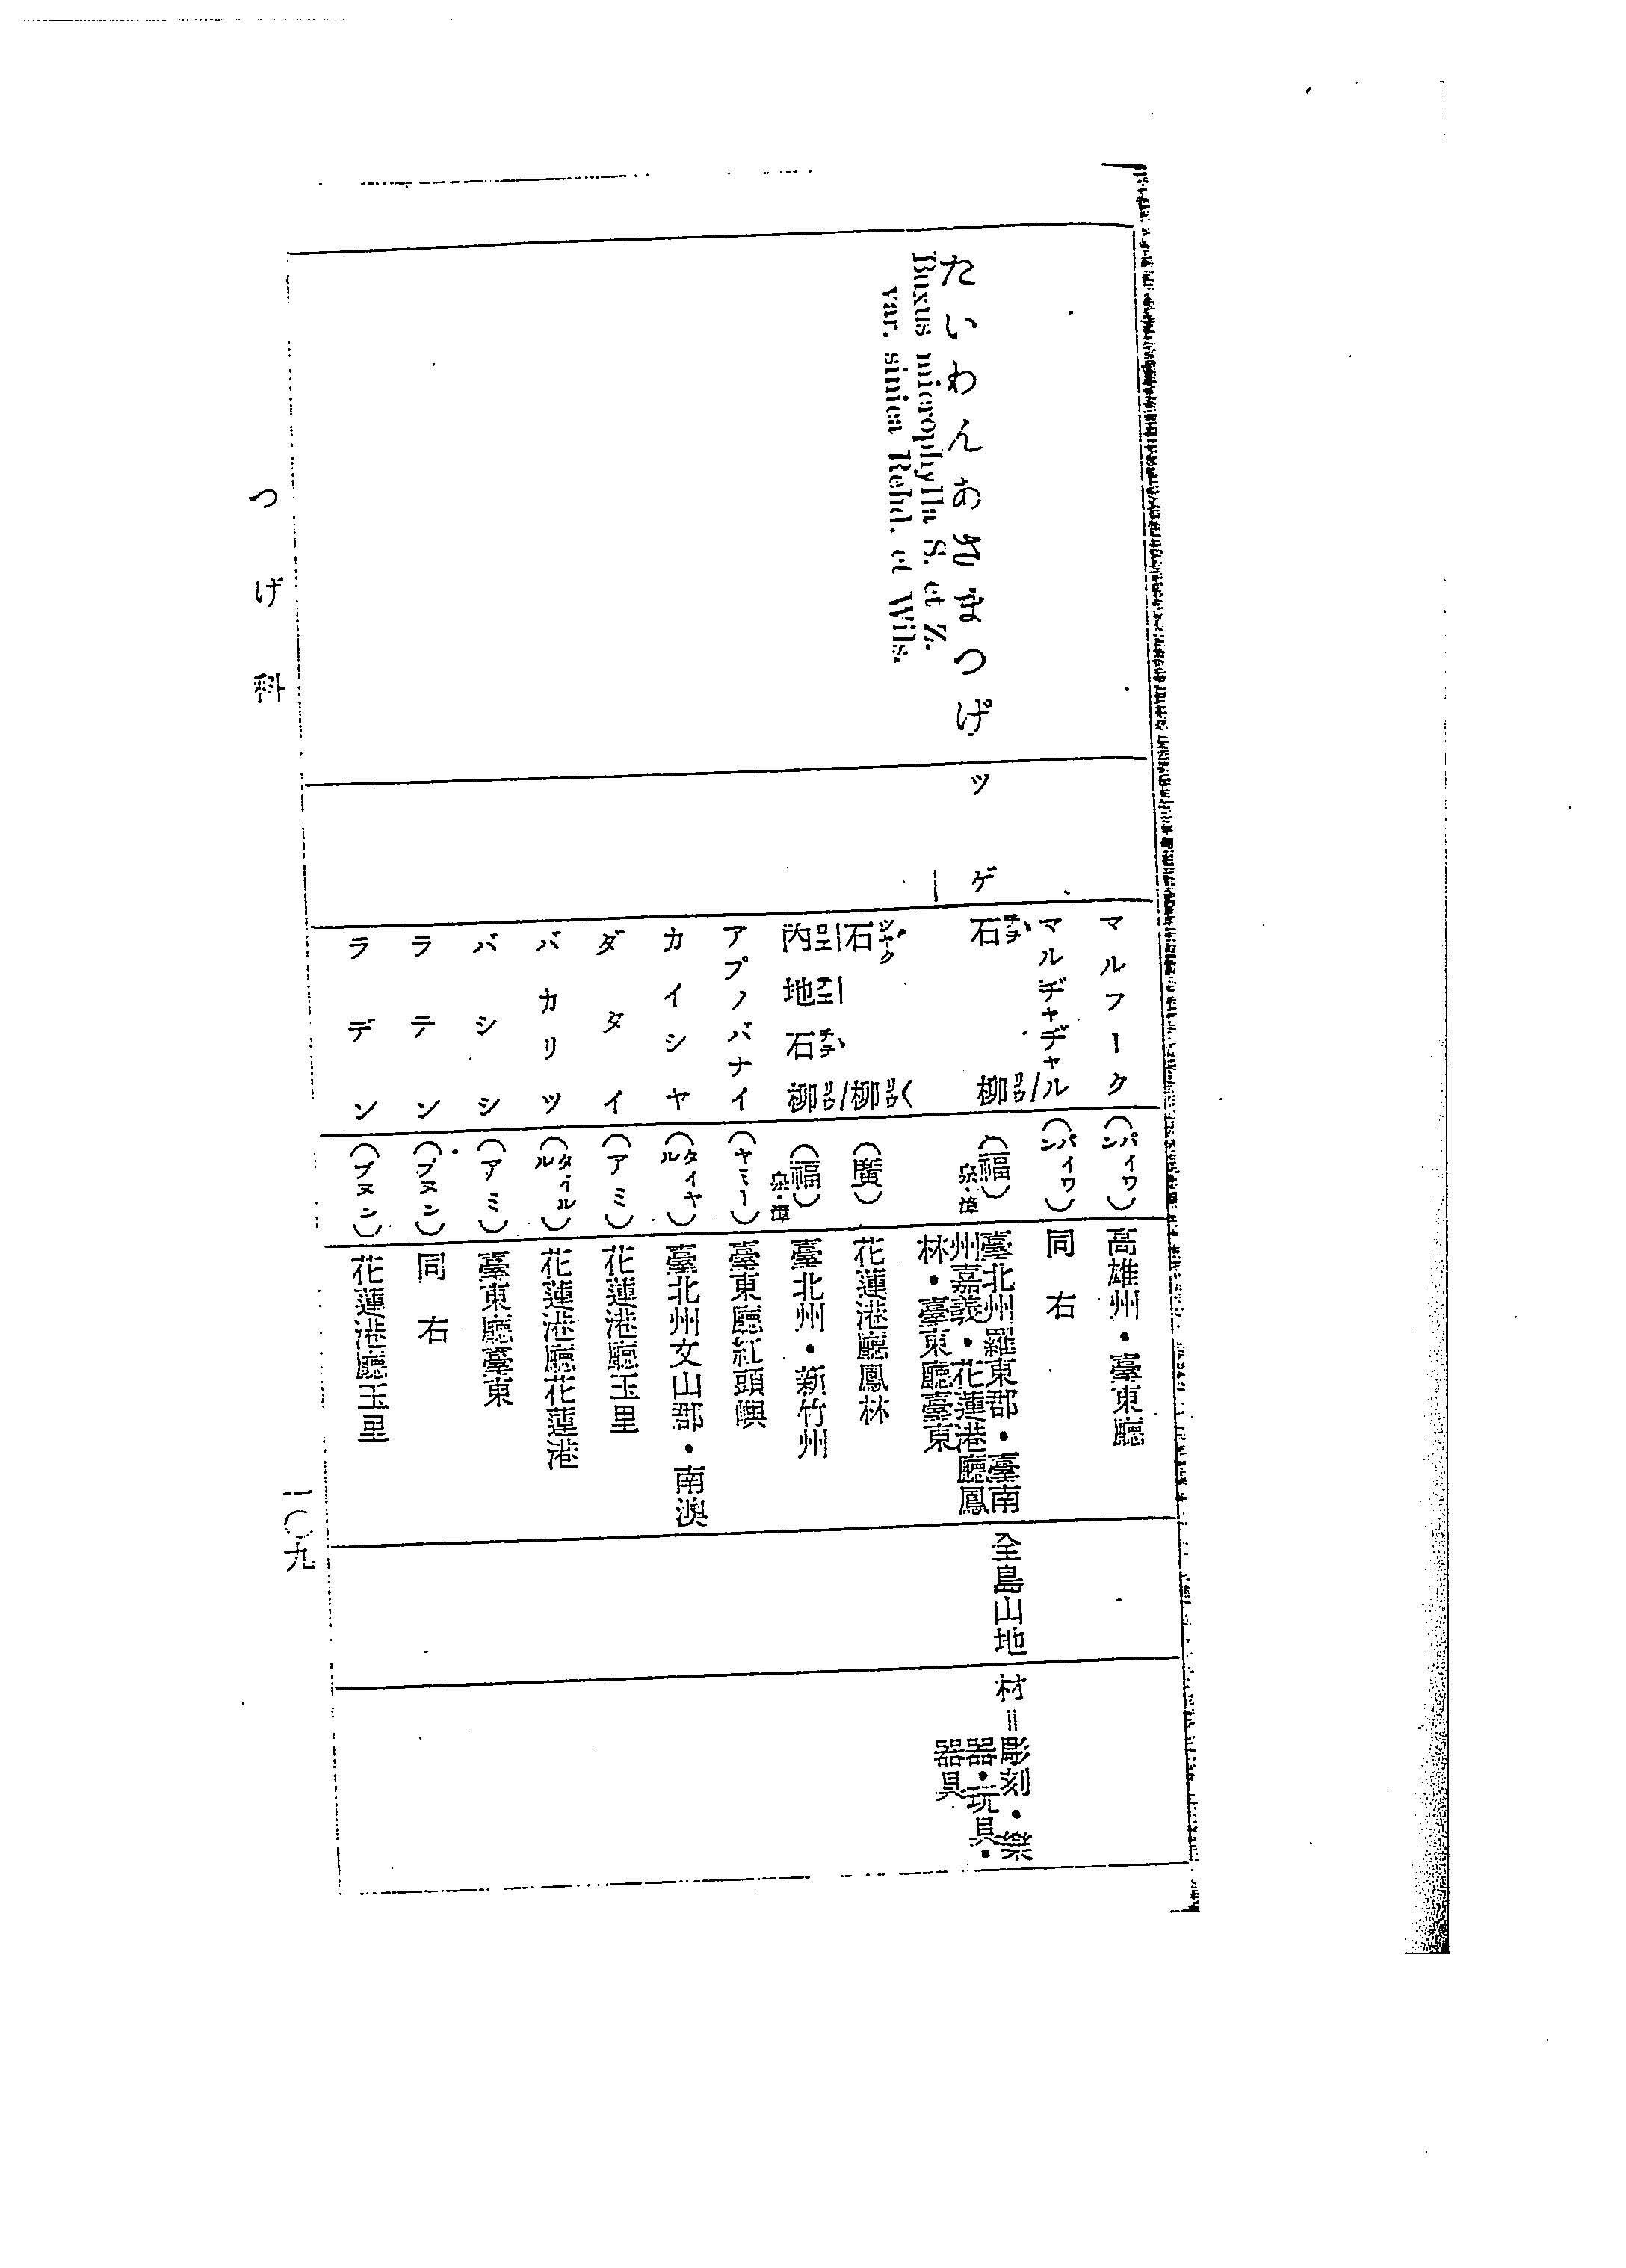 マルフーク (パイワン) 高雄州・臺東廳
マルヂャヂャル (パイワン) 同右
たいわんあさまつげ
Buxus microphylla S. et Z.
var. sinica Rehd. et Wils.
ツゲ
石柳 (福) 泉・漳
臺北州羅東郡・臺南
州嘉義・花蓮港廳鳳
林・臺東廳臺東
全島山地
材=彫刻・樂
器・玩具・
器具
石柳 (廣) 花蓮港廳鳳林
内地石柳 (福) 泉・漳 臺北州・新竹州
アプノバナイ (ヤミー) 臺東廳紅頭嶼
カイシヤ (タイヤル) 臺北州文山郡・南澳
ダタイ (アミ) 花蓮港廳玉里
バカリツ (タイヤル) 花蓮港廳花蓮港
バシシ (アミ) 臺東廳臺東
ラテン (ブヌン) 同右
ラデン (ブヌン) 花蓮港廳玉里
つげ科
一〇九